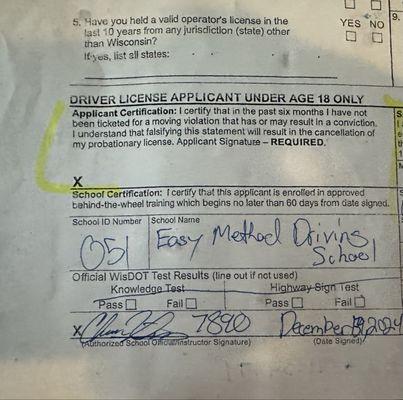 9.
5. Have you held a valid operator's license in the
last 10 years from any jurisdiction (state) other
than Wisconsin?
YES NO
If yes, list all states:
DRIVER LICENSE APPLICANT UNDER AGE 18 ONLY
Applicant Certification: I certify that in the past six months I have not
been ticketed for a moving violation that has or may result in a conviction.
I understand that falsifying this statement will result in the cancellation of
my probationary license. Applicant Signature – REQUIRED.
X
School Certification: I certify that this applicant is enrolled in approved
behind-the-wheel training which begins no later than 60 days from date signed.
School ID Number School Name
051 Easy Method Driving
School
Official WisDOT Test Results (line out if not used)
Knowledge Test Highway Sign Test
Pass Fail Pass Fail
X 7890 December 2024
(Authorized School Official/Instructor Signature) (Date Signed)